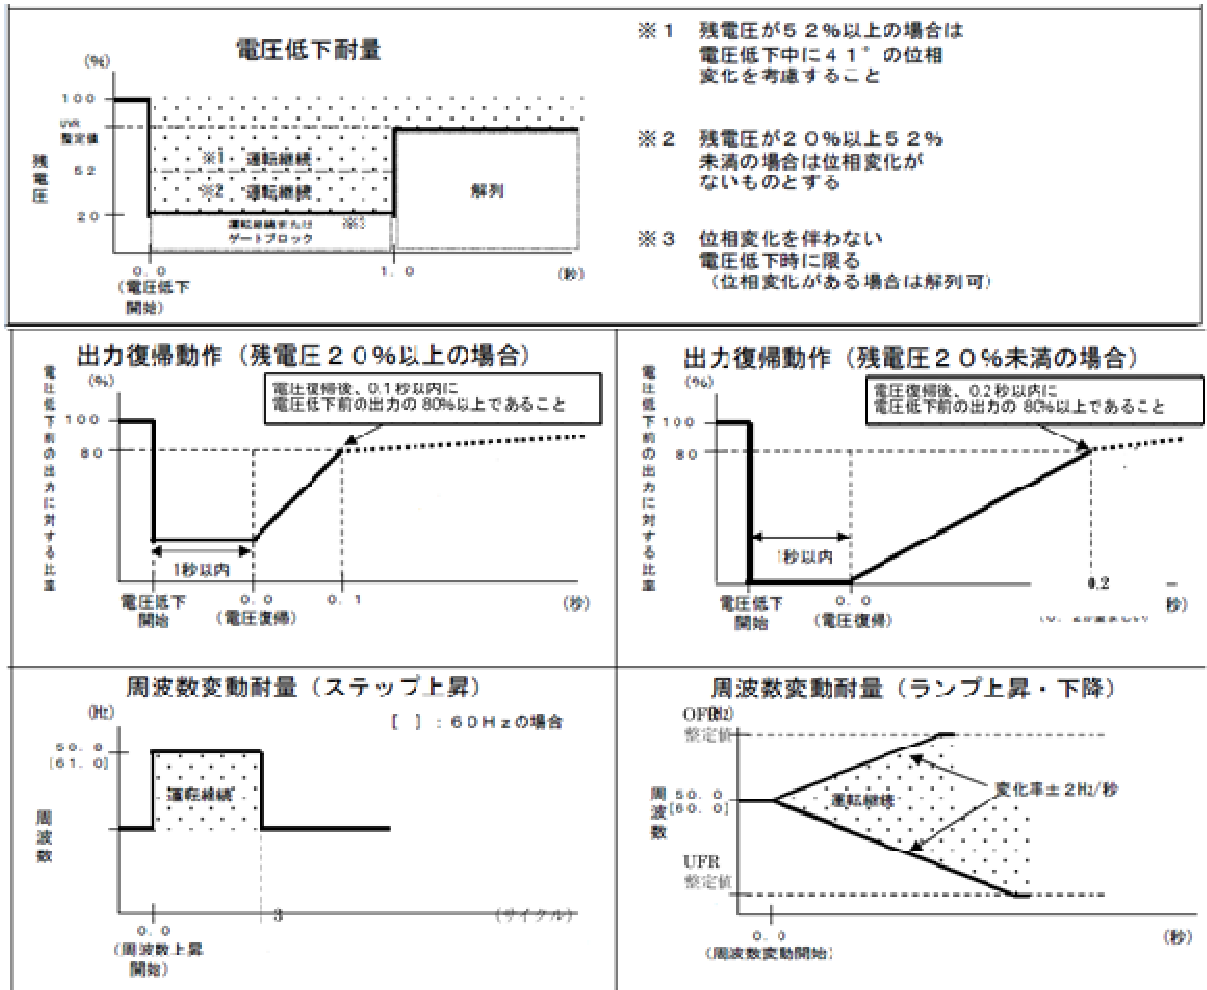 電圧低下耐量
(%)
100
UVR
整定値
52
20
残電圧
※1 運転継続
※2 運転継続
運転継続または ※3
ゲートブロック
解列
0.0
1.0
(秒)
(電圧低下
開始)
※1 残電圧が52%以上の場合は
電圧低下中に41°の位相
変化を考慮すること
※2 残電圧が20%以上52%
未満の場合は位相変化が
ないものとする
※3 位相変化を伴わない
電圧低下時に限る
(位相変化がある場合は解列可)
出力復帰動作(残電圧20%以上の場合)
(%)
電圧復帰後、0.1秒以内に
電圧低下前の出力の80%以上であること
100
80
電圧低下前の出力に対する比率
1秒以内
電圧低下
開始
0.0
(電圧復帰)
0.1
(秒)
出力復帰動作(残電圧20%未満の場合)
(%)
電圧復帰後、0.2秒以内に
電圧低下前の出力の80%以上であること
100
80
電圧低下前の出力に対する比率
1秒以内
電圧低下
開始
0.0
(電圧復帰)
0.2
秒)
周波数変動耐量(ステップ上昇)
(Hz)
[ ]:60Hzの場合
50.8
[61.0]
周波数
運転継続
3
(サイクル)
0.0
(周波数上昇
開始)
周波数変動耐量(ランプ上昇・下降)
OFR
整定値
50.0
[60.0]
周波数
運転継続
変化率±2Hz/秒
UFR
整定値
0.0
(周波数変動開始)
(秒)